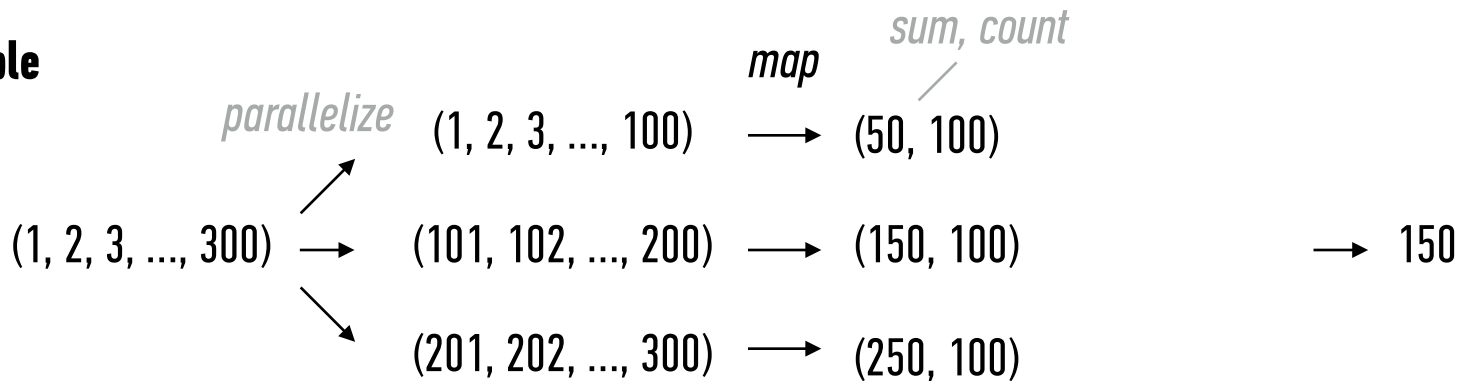 sum, count
ple
map
parallelize
(1, 2, 3, ..., 100)
(50, 100)
(1, 2, 3, ..., 300)
(101, 102, ..., 200)
(150, 100)
150
(201, 202, ..., 300)
(250, 100)